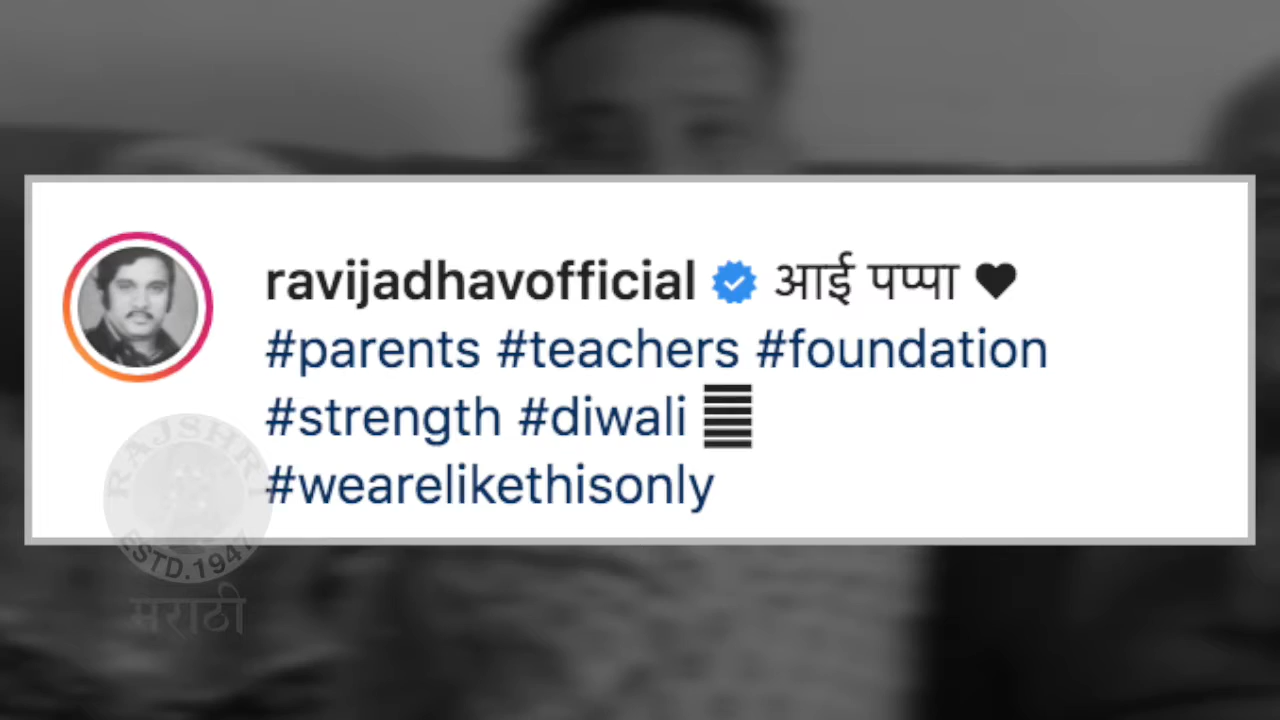 ravijadhavofficial आई पप्पा ♥
#parents #teachers #foundation
#strength #diwali
#wearelikethisonly
RAJSHRI
ESTD.1947
मराठी